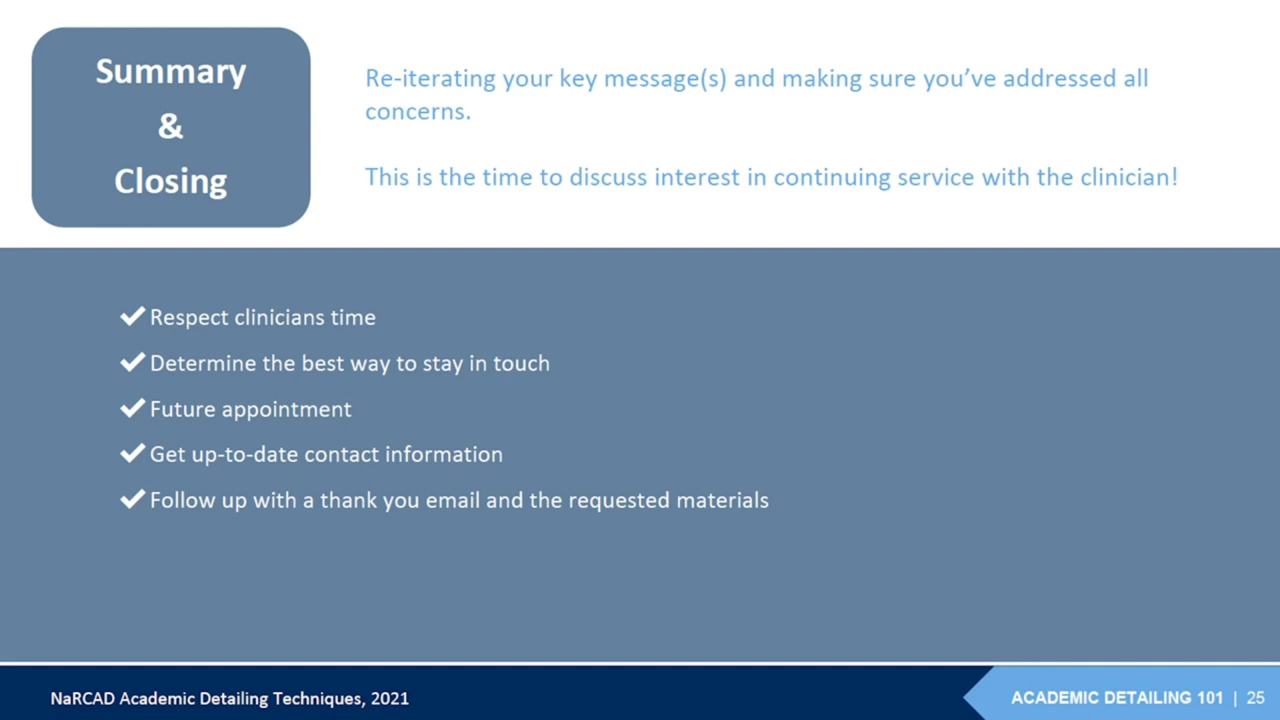 Summary
&
Closing
Re-iterating your key message(s) and making sure you’ve addressed all
concerns.
This is the time to discuss interest in continuing service with the clinician!
Respect clinicians time
Determine the best way to stay in touch
Future appointment
Get up-to-date contact information
Follow up with a thank you email and the requested materials
NaRCAD Academic Detailing Techniques, 2021
ACADEMIC DETAILING 101 | 25